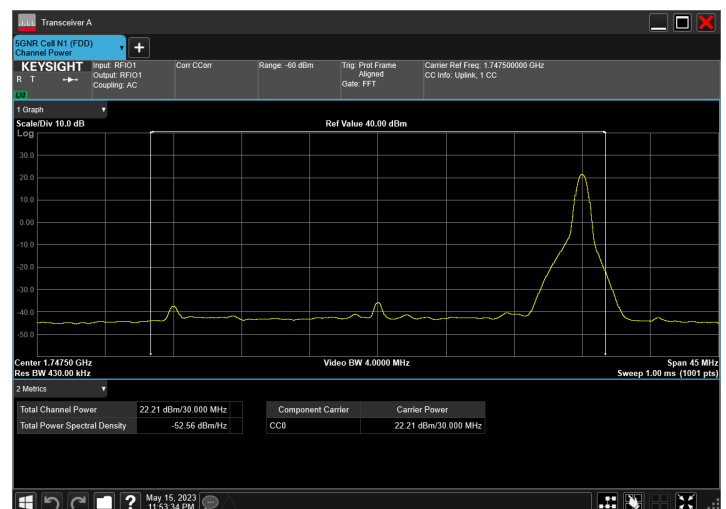 Transceiver A
5GNR Cell N1 (FDD)
Channel Power
+
KEYSIGHT
R T
LXI
Input: RFIO1
Output: RFIO1
Coupling: AC
Corr CCorr
Range: -60 dBm
Trig: Prot Frame
Aligned
Gate: FFT
Carrier Ref Freq: 1.747500000 GHz
CC Info: Uplink, 1 CC
1 Graph
Scale/Div 10.0 dB
Ref Value 40.00 dBm
Log
30.0
20.0
10.0
0.00
-10.0
-20.0
-30.0
-40.0
-50.0
Center 1.74750 GHz
Video BW 4.0000 MHz
Span 45 MHz
Res BW 430.00 kHz
Sweep 1.00 ms (1001 pts)
2 Metrics
Total Channel Power 22.21 dBm/30.000 MHz
Total Power Spectral Density -52.56 dBm/Hz
Component Carrier Carrier Power
CC0 22.21 dBm/30.000 MHz
?
May 15, 2023
11:53:34 PM